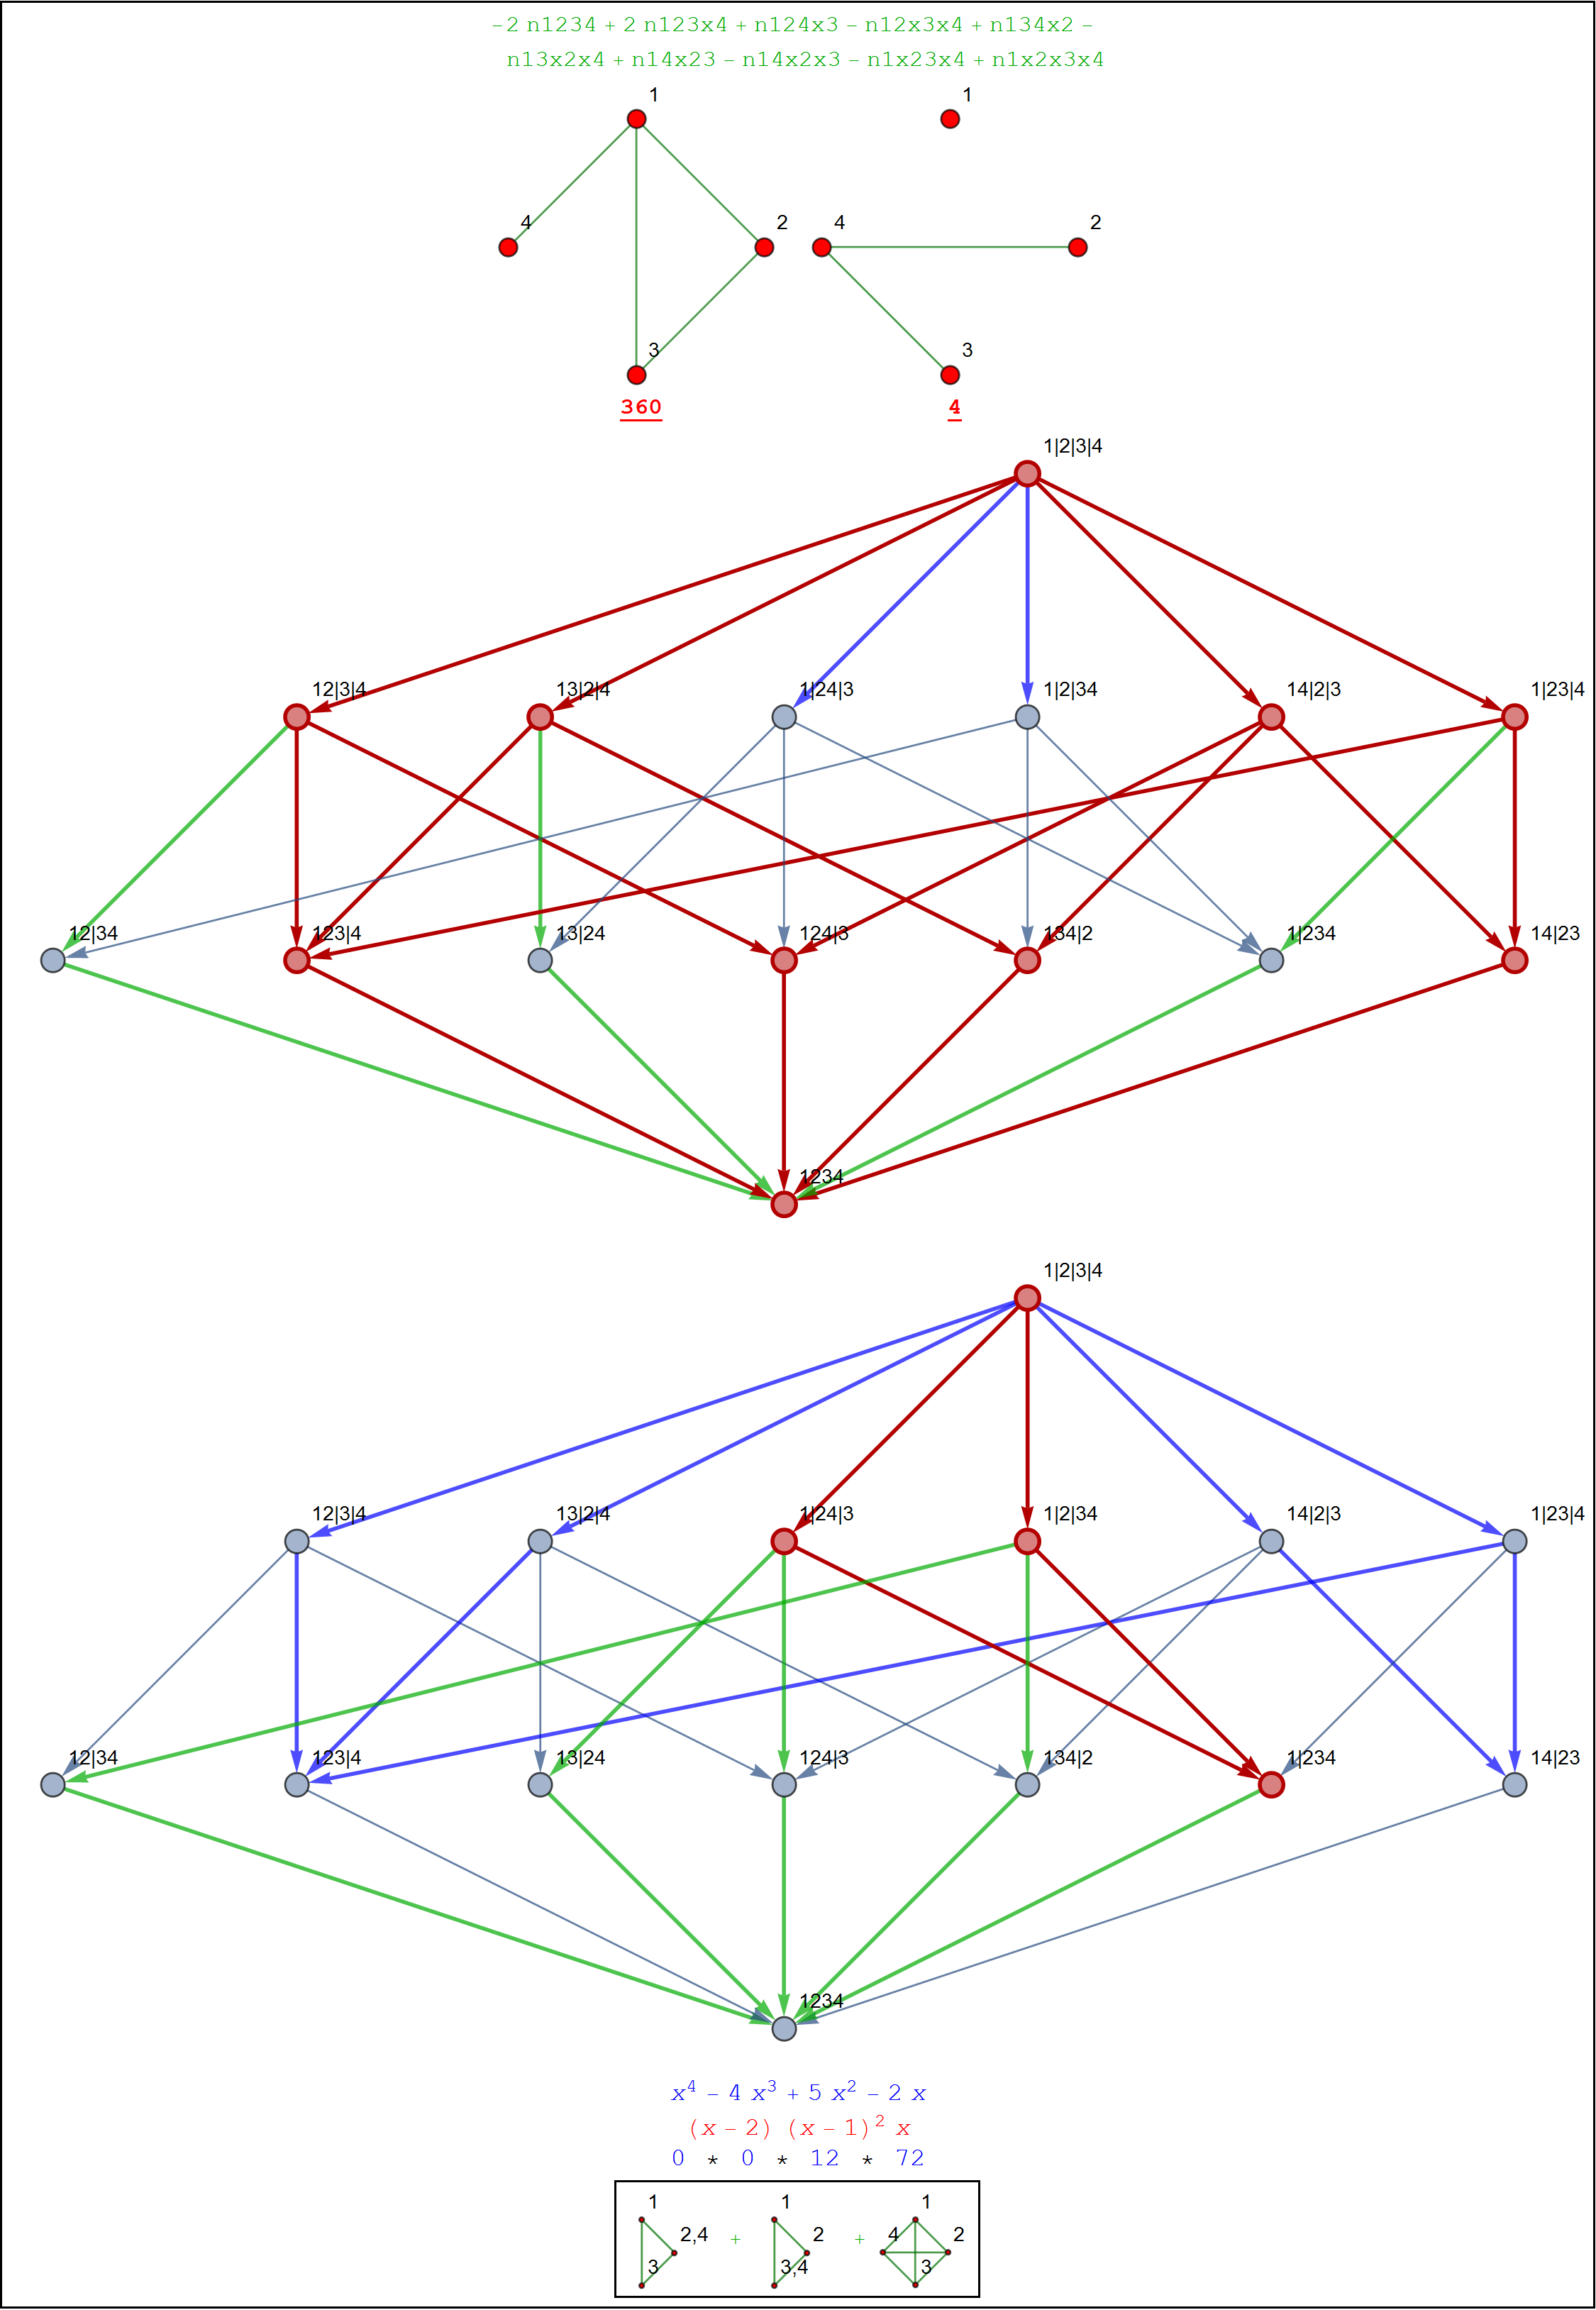 -2 n1234 + 2 n123x4 + n124x3 - n12x3x4 + n134x2 -
n13x2x4 + n14x23 - n14x2x3 - n1x23x4 + n1x2x3x4
1 1
4 2 4 2
3 3
360 4
1|2|3|4
12|3|4 13|2|4 1|24|3 1|2|34 14|2|3 1|23|4
12|34 123|4 13|24 124|3 134|2 1|234 14|23
1234
1|2|3|4
12|3|4 13|2|4 1|24|3 1|2|34 14|2|3 1|23|4
12|34 123|4 13|24 124|3 134|2 1|234 14|23
1234
x⁴ - 4 x³ + 5 x² - 2 x
(x - 2) (x - 1)² x
0 * 0 * 12 * 72
1 1 1
2,4 + 2 + 4 2
3 3,4 3